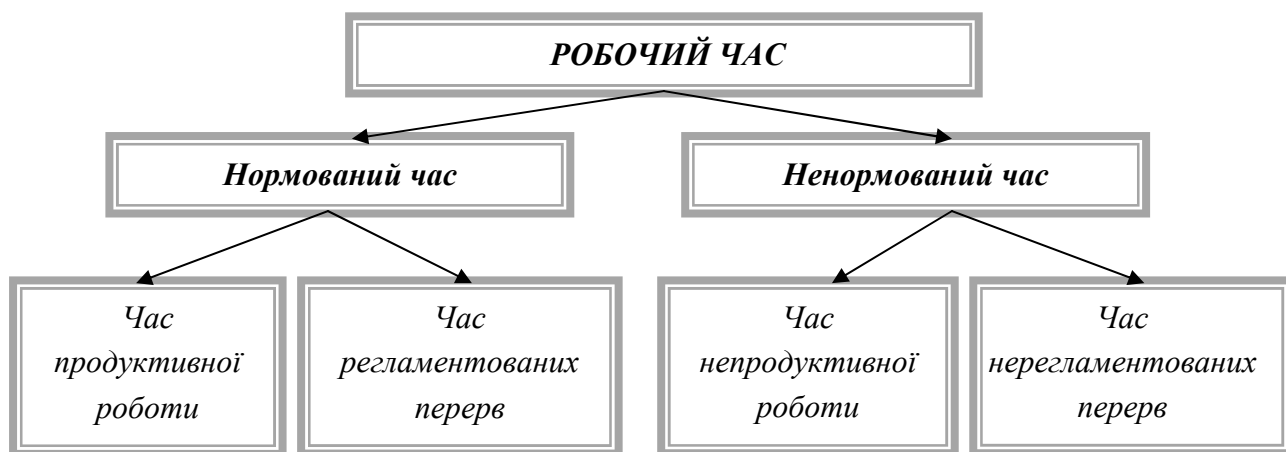 РОБОЧИЙ ЧАС
Нормований час
Ненормований час
Час
продуктивної
роботи
Час
регламентованих
перерв
Час
непродуктивної
роботи
Час
нерегламентованих
перерв